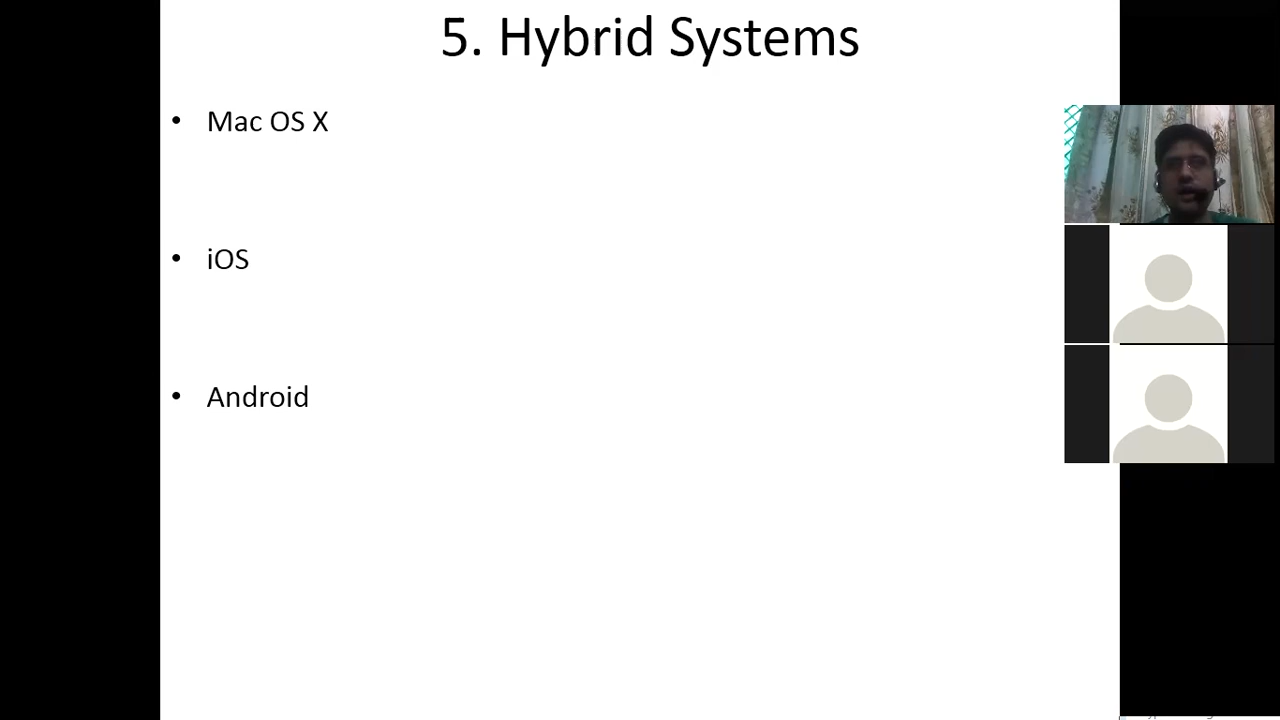 5. Hybrid Systems
• Mac OS X
• iOS
• Android